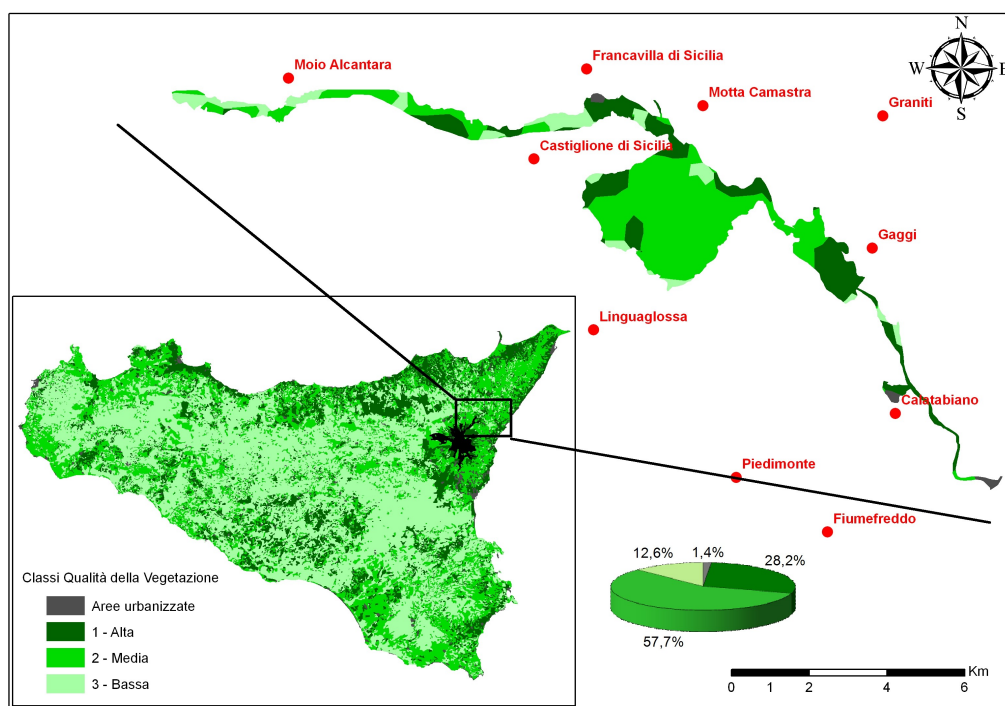 N
W
E
S
Moio Alcantara
Francavilla di Sicilia
Motta Camastra
Graniti
Castiglione di Sicilia
Gaggi
Linguaglossa
Calatabiano
Piedimonte
Fiumefreddo
Classi Qualità della Vegetazione
Aree urbanizzate
1 - Alta
2 - Media
3 - Bassa
12,6%
1,4%
28,2%
57,7%
Km
0 1 2 4 6